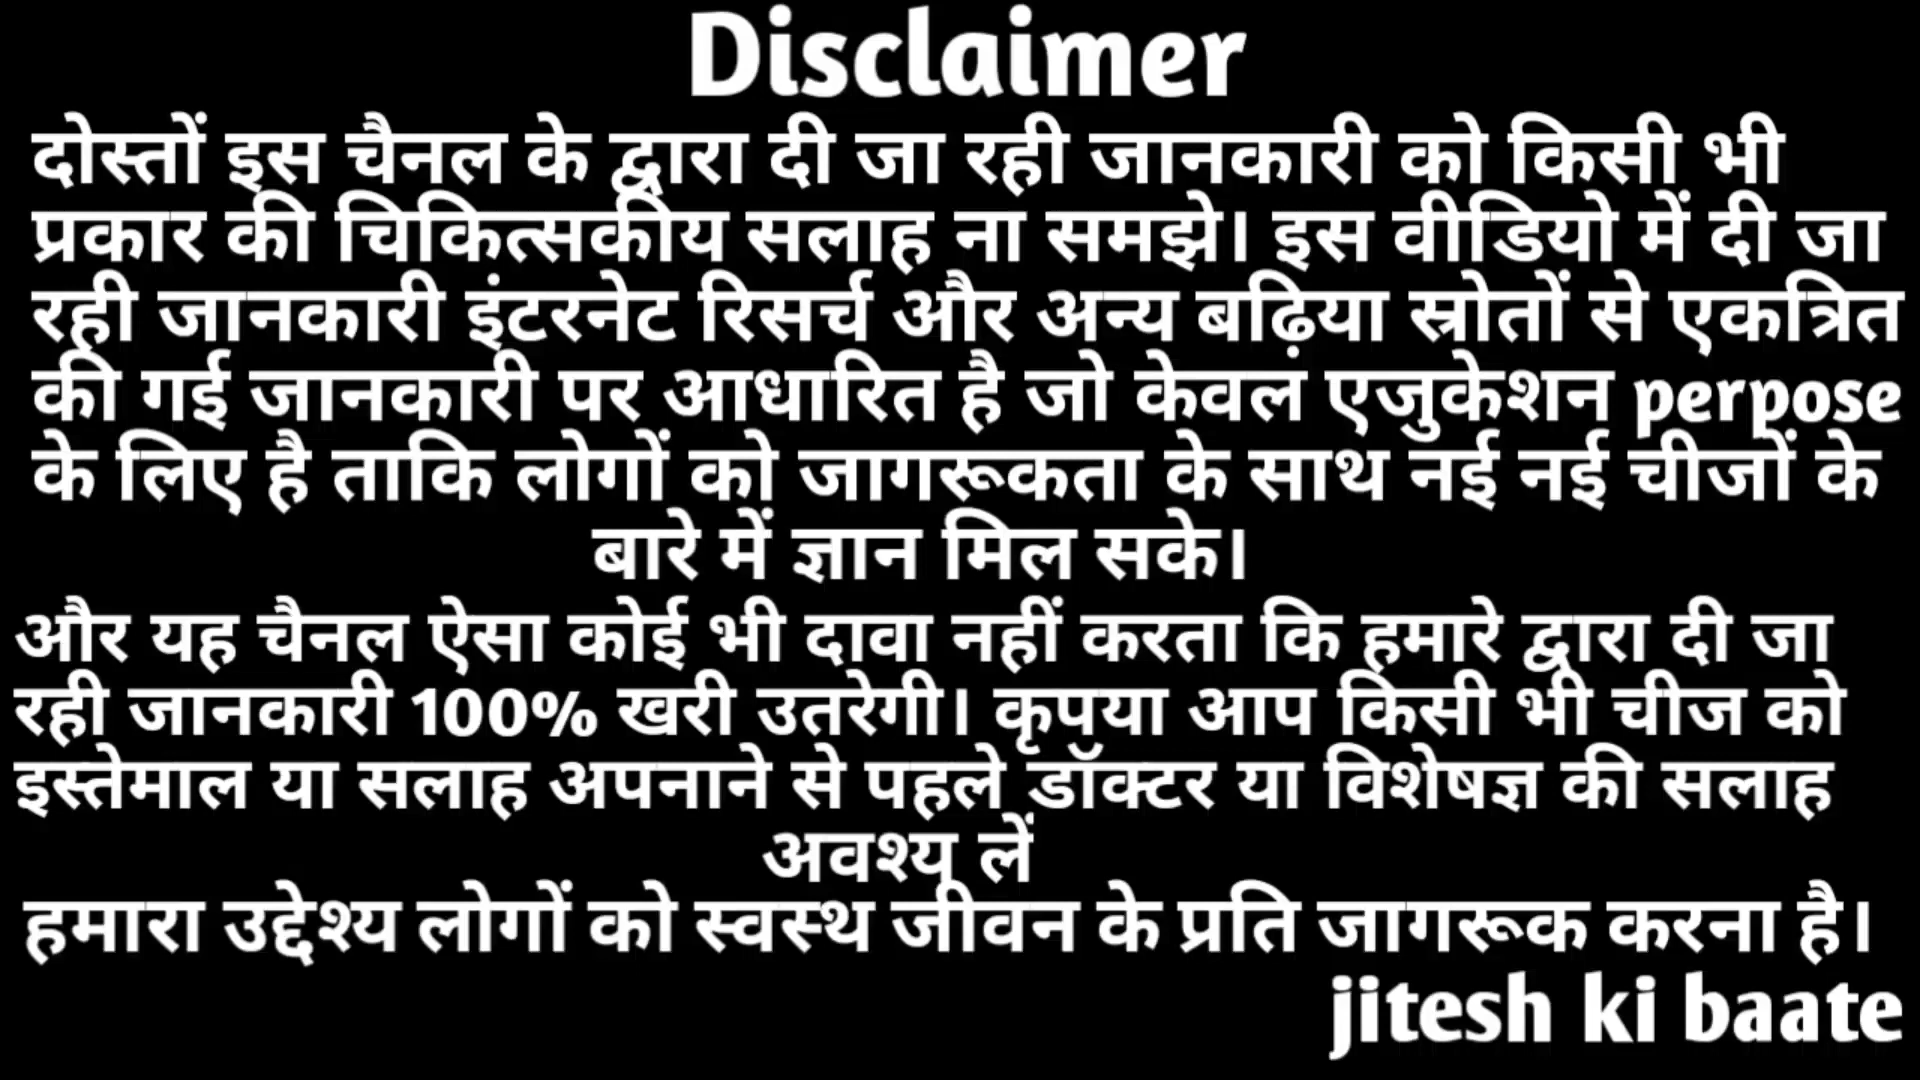 Disclaimer
दोस्तों इस चैनल के द्वारा दी जा रही जानकारी को किसी भी
प्रकार की चिकित्सकीय सलाह ना समझे। इस वीडियो में दी जा
रही जानकारी इंटरनेट रिसर्च और अन्य बढ़िया स्रोतों से एकत्रित
की गई जानकारी पर आधारित है जो केवल एजुकेशन perpose
के लिए है ताकि लोगों को जागरूकता के साथ नई नई चीजों के
बारे में ज्ञान मिल सके।
और यह चैनल ऐसा कोई भी दावा नहीं करता कि हमारे द्वारा दी जा
रही जानकारी 100% खरी उतरेगी। कृपया आप किसी भी चीज को
इस्तेमाल या सलाह अपनाने से पहले डॉक्टर या विशेषज्ञ की सलाह
अवश्य लें
हमारा उद्देश्य लोगों को स्वस्थ जीवन के प्रति जागरूक करना है।
jitesh ki baate